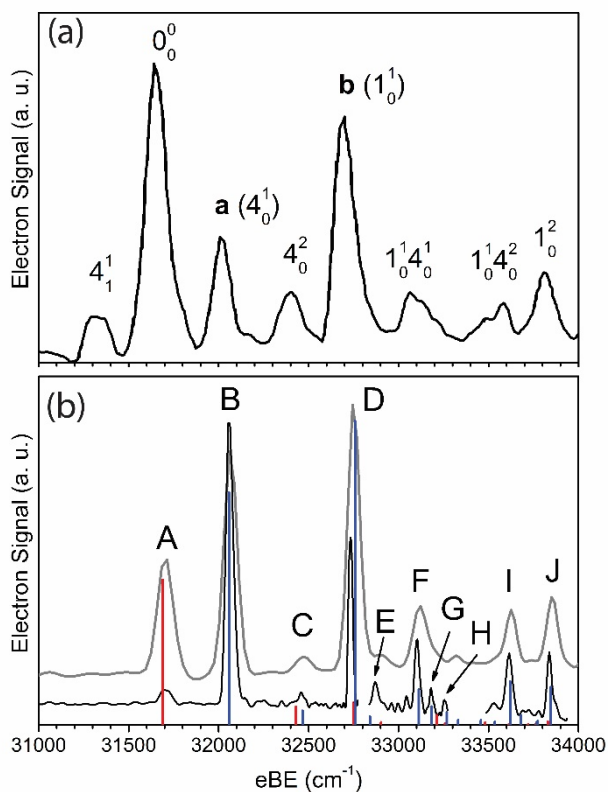 (a)
0⁰₀
b (1¹₀)
a (4¹₀)
4¹₁
4²₀
1¹₀4¹₀
1¹₀4²₀
1²₀
Electron Signal (a. u.)
(b)
B
D
A
C
E
F
G
H
I
J
Electron Signal (a. u.)
31000 31500 32000 32500 33000 33500 34000
eBE (cm⁻¹)